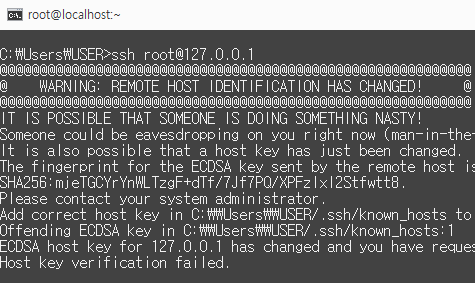 root@localhost:~
C:₩Users₩USER>ssh root@127.0.0.1
@@@@@@@@@@@@@@@@@@@@@@@@@@@@@@@@@@@@@@@@@@@@@@@@@@@@@@@@@@@
@    WARNING: REMOTE HOST IDENTIFICATION HAS CHANGED!     @
@@@@@@@@@@@@@@@@@@@@@@@@@@@@@@@@@@@@@@@@@@@@@@@@@@@@@@@@@@@
IT IS POSSIBLE THAT SOMEONE IS DOING SOMETHING NASTY!
Someone could be eavesdropping on you right now (man-in-the-
It is also possible that a host key has just been changed.
The fingerprint for the ECDSA key sent by the remote host is
SHA256:mjeTGCYrYnWLTzgF+dTf/7Jf7PQ/XPFzIxI2Stfwtt8.
Please contact your system administrator.
Add correct host key in C:₩₩Users₩₩USER/.ssh/known_hosts to
Offending ECDSA key in C:₩₩Users₩₩USER/.ssh/known_hosts:1
ECDSA host key for 127.0.0.1 has changed and you have reque
Host key verification failed.